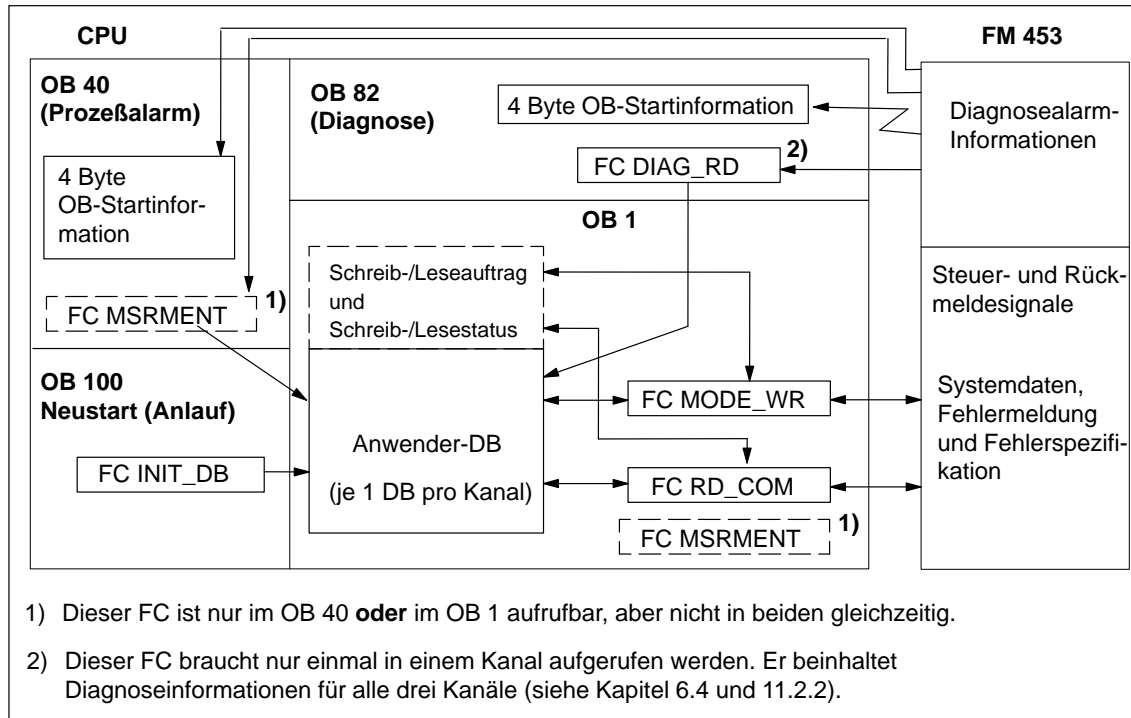 CPU
FM 453
OB 40
(Prozeßalarm)
4 Byte
OB-Startinfor-
mation
FC MSRMENT
1)
OB 82
(Diagnose)
4 Byte OB-Startinformation
FC DIAG_RD
2)
Diagnosealarm-
Informationen
OB 1
Schreib-/Leseauftrag
und
Schreib-/Lesestatus
Anwender-DB
(je 1 DB pro Kanal)
FC MODE_WR
FC RD_COM
FC MSRMENT
1)
OB 100
Neustart (Anlauf)
FC INIT_DB
Steuer- und Rück-
meldesignale
Systemdaten,
Fehlermeldung
und Fehlerspezifi-
kation
1) Dieser FC ist nur im OB 40 oder im OB 1 aufrufbar, aber nicht in beiden gleichzeitig.
2) Dieser FC braucht nur einmal in einem Kanal aufgerufen werden. Er beinhaltet
Diagnoseinformationen für alle drei Kanäle (siehe Kapitel 6.4 und 11.2.2).